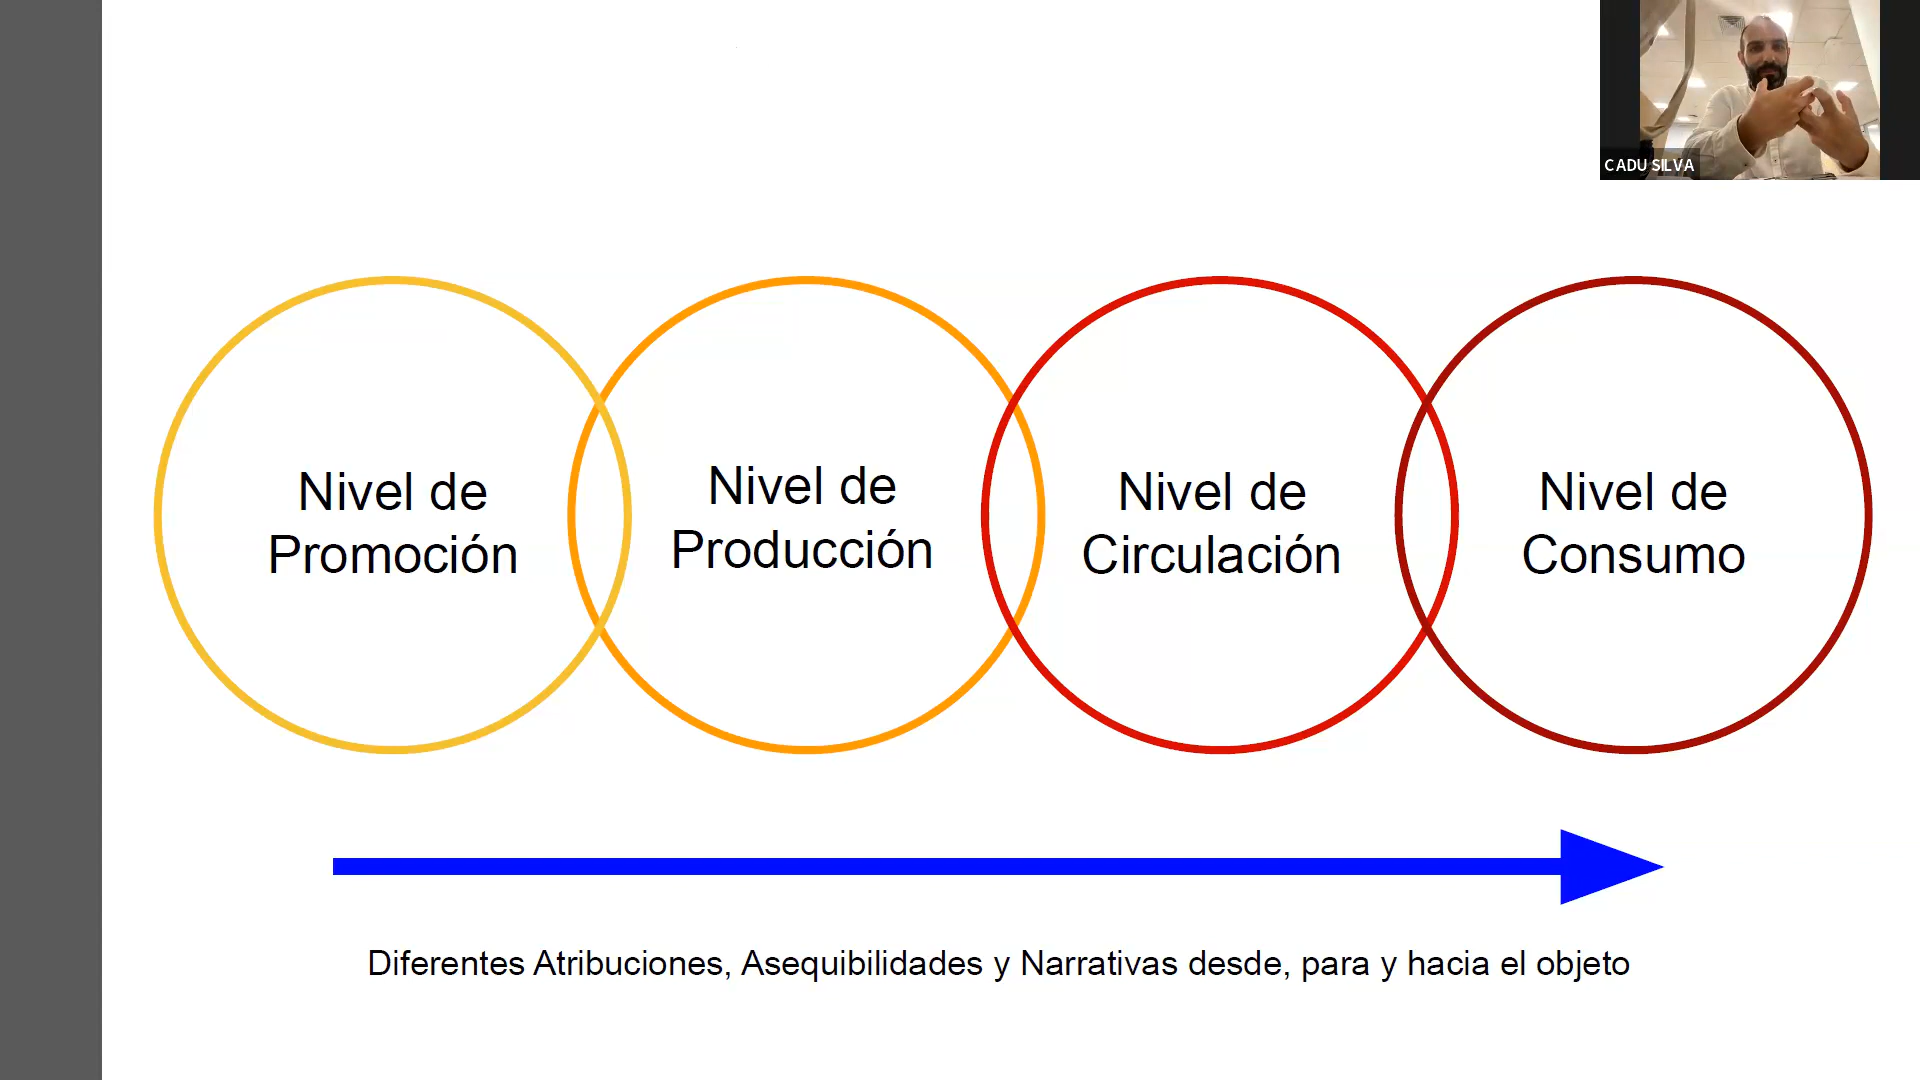 CADU SILVA
Nivel de
Promoción
Nivel de
Producción
Nivel de
Circulación
Nivel de
Consumo
Diferentes Atribuciones, Asequibilidades y Narrativas desde, para y hacia el objeto